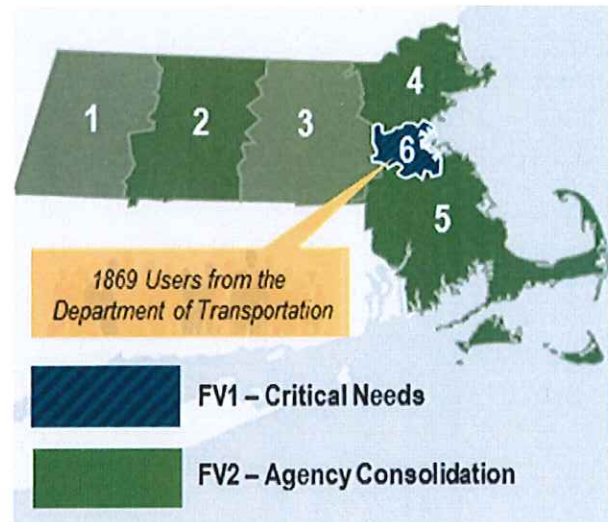 1
2
3
4
6
5
1869 Users from the
Department of Transportation
FV1 – Critical Needs
FV2 – Agency Consolidation